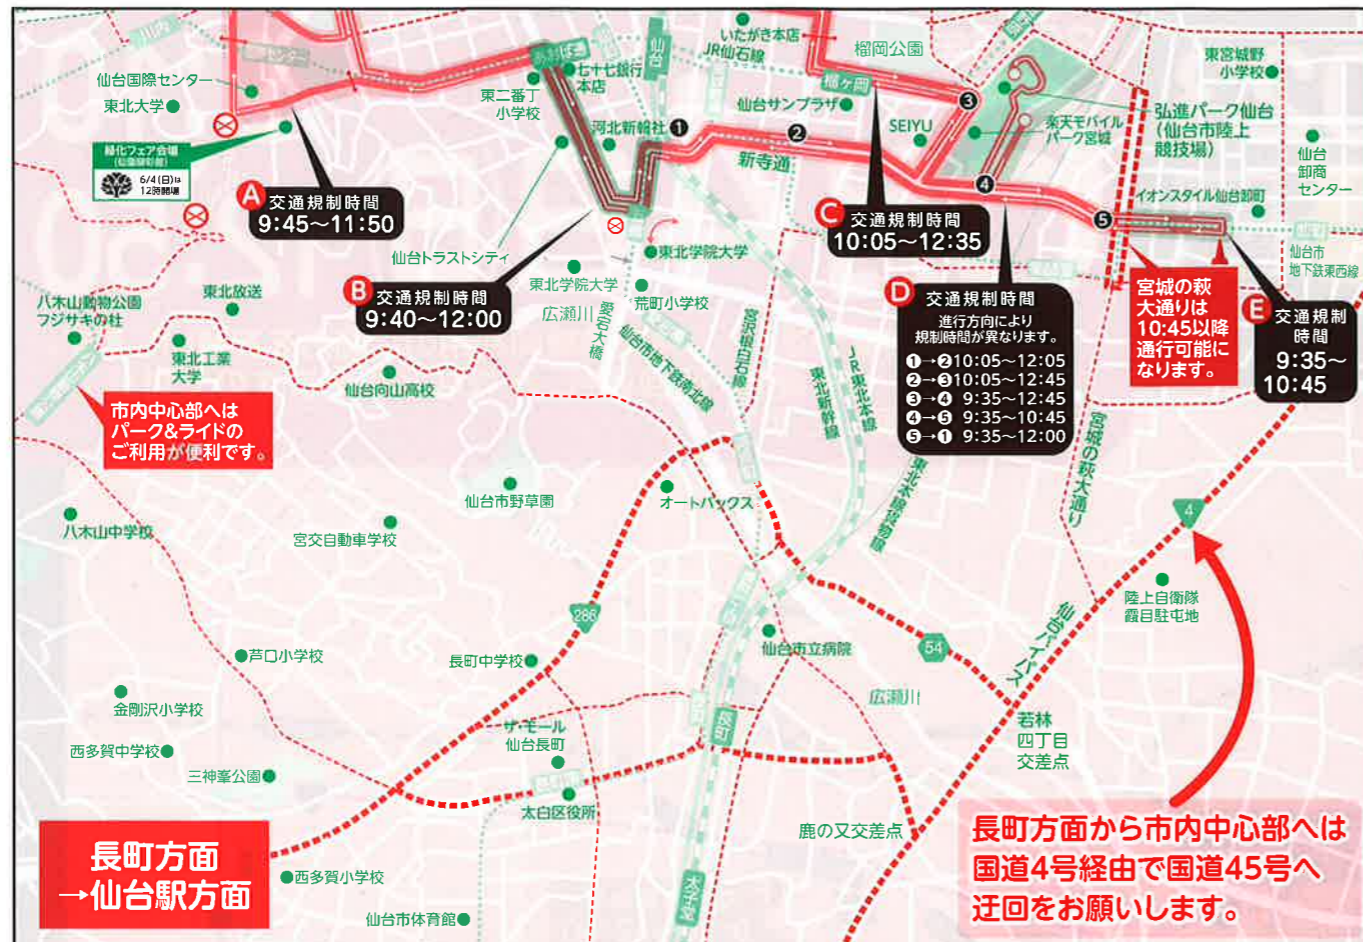 いたがき本店
JR仙石線
榴岡公園
東宮城野
小学校
仙台国際センター
東北大学
七十七銀行
本店
東二番丁
小学校
仙台
榴ヶ岡
仙台サンプラザ
河北新報社
❶
❷
❸
SEIYU
楽天モバイル
パーク宮城
弘進パーク仙台
(仙台市陸上
競技場)
仙台
卸商
センター
緑化フェア会場
6/4(日)は
12時開場
新寺通
❹
❺
イオンスタイル仙台卸町
仙台市
地下鉄東西線
A
交通規制時間
9:45〜11:50
仙台トラストシティ
東北学院大学
東北学院大学
C
交通規制時間
10:05〜12:35
B
交通規制時間
9:40〜12:00
広瀬川
愛宕大橋
荒町小学校
仙台市地下鉄南北線
宮沢根白石線
東北新幹線
JR東北本線
東北本線貨物線
D
交通規制時間
進行方向により
規制時間が異なります。
❶→❷10:05〜12:05
❷→❸10:05〜12:45
❸→❹ 9:35〜12:45
❹→❺ 9:35〜10:45
❺→❶ 9:35〜12:00
宮城の萩
大通りは
10:45以降
通行可能に
なります。
E
交通規制
時間
9:35〜
10:45
八木山動物公園
フジサキの杜
東北放送
東北工業
大学
仙台向山高校
市内中心部へは
パーク&ライドの
ご利用が便利です。
宮城の萩大通り
仙台市野草園
オートバックス
八木山中学校
宮交自動車学校
4
陸上自衛隊
霞目駐屯地
286
仙台バイパス
芦口小学校
長町中学校
仙台市立病院
54
金剛沢小学校
広瀬川
西多賀中学校
ザ・モール
仙台長町
長町
若林
四丁目
交差点
三神峯公園
太白区役所
鹿の又交差点
長町方面
→仙台駅方面
西多賀小学校
仙台市体育館
太子堂
長町方面から市内中心部へは
国道4号経由で国道45号へ
迂回をお願いします。